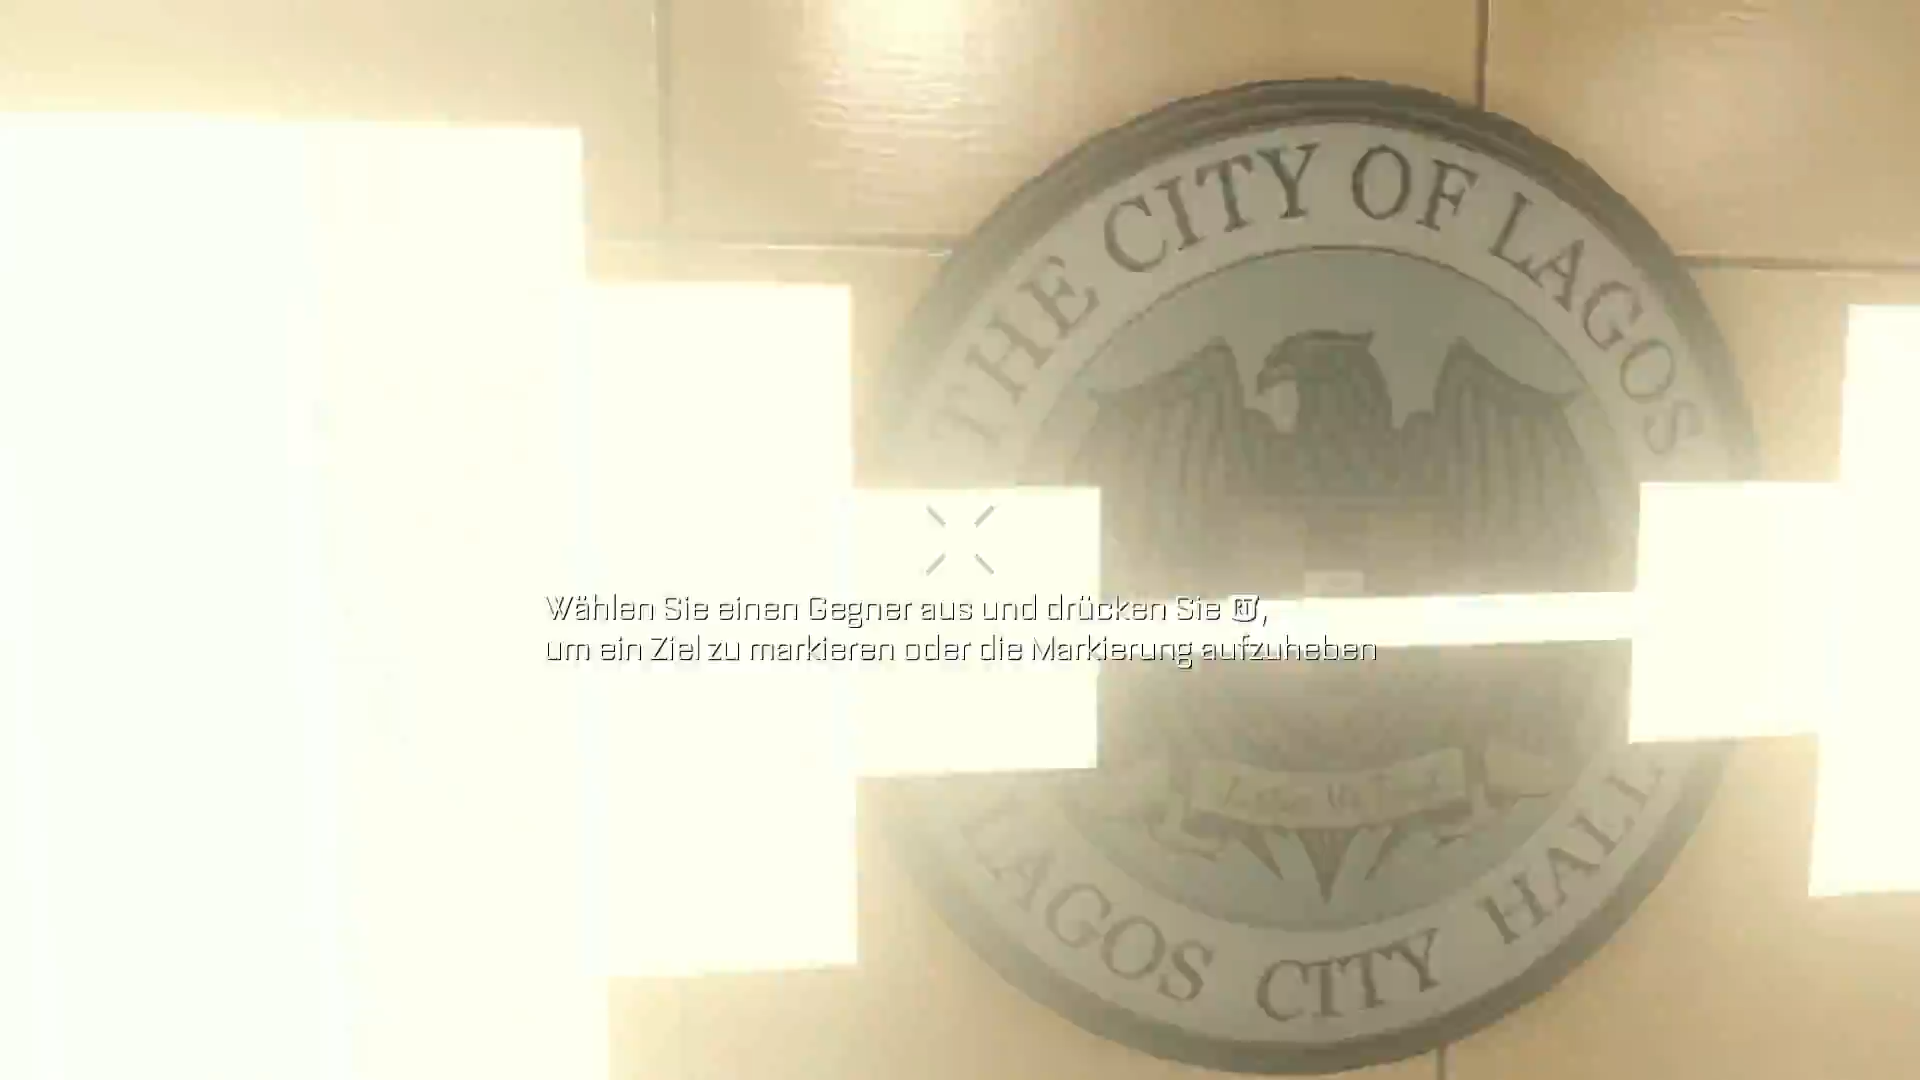 THE CITY OF LAGOS
Wählen Sie einen Gegner aus und drücken Sie RT,
um ein Ziel zu markieren oder die Markierung aufzuheben
LAGOS CITY HALL